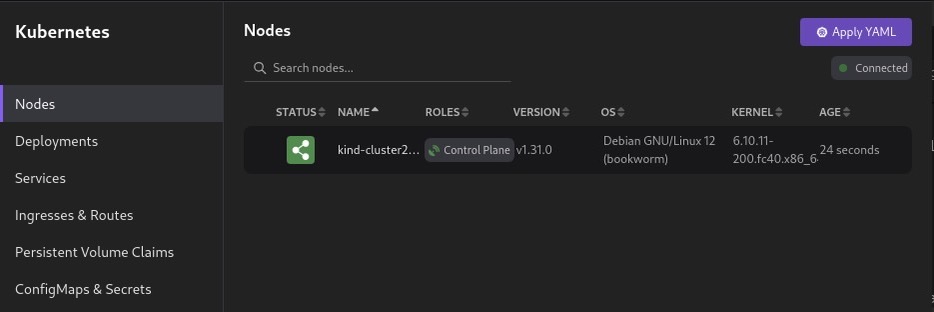 Kubernetes
Nodes
Deployments
Services
Ingresses & Routes
Persistent Volume Claims
ConfigMaps & Secrets
Nodes
Apply YAML
Search nodes...
Connected
STATUS NAME ROLES VERSION OS KERNEL AGE
kind-cluster2... Control Plane v1.31.0 Debian GNU/Linux 12 6.10.11- 24 seconds
(bookworm) 200.fc40.x86_6